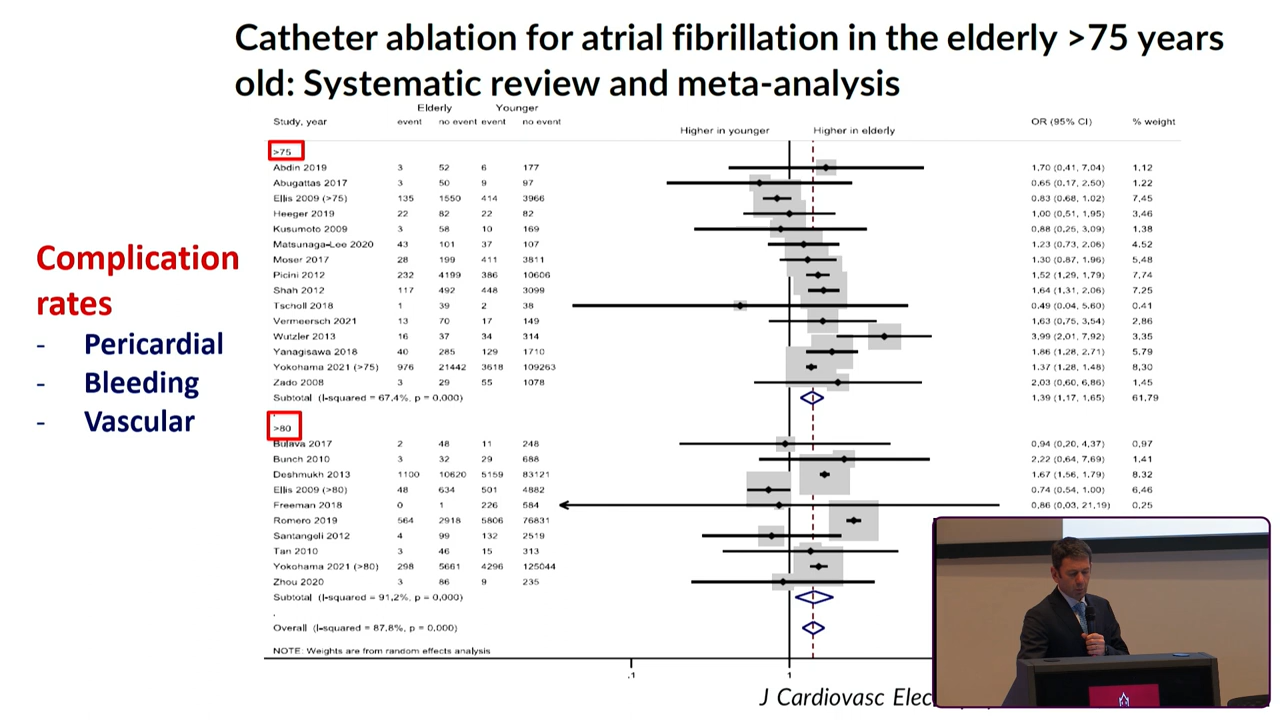 Catheter ablation for atrial fibrillation in the elderly >75 years
old: Systematic review and meta-analysis
Elderly Younger
Study, year event no event event no event Higher in younger Higher in elderly OR (95% CI) % weight
>75
Abdin 2019 3 52 6 177 1,70 (0,41, 7,04) 1,12
Abugattas 2017 3 50 9 97 0,65 (0,17, 2,50) 1,22
Ellis 2009 (>75) 135 1550 414 3966 0,83 (0,68, 1,02) 7,45
Heeger 2019 22 82 22 82 1,00 (0,51, 1,95) 3,46
Kusumoto 2009 3 58 10 169 0,88 (0,25, 3,09) 1,38
Matsunaga-Lee 2020 43 101 37 107 1,23 (0,73, 2,06) 4,52
Moser 2017 28 199 411 3811 1,30 (0,87, 1,96) 5,48
Picini 2012 232 4199 386 10606 1,52 (1,29, 1,79) 7,74
Shah 2012 117 492 448 3099 1,64 (1,31, 2,06) 7,25
Tscholl 2018 1 39 2 38 0,49 (0,04, 5,60) 0,41
Vermeersch 2021 13 70 17 149 1,63 (0,75, 3,54) 2,86
Wutzler 2013 16 37 34 314 3,99 (2,01, 7,92) 3,35
Yanagisawa 2018 40 285 129 1710 1,86 (1,28, 2,71) 5,79
Yokohama 2021 (>75) 976 21442 3618 109263 1,37 (1,28, 1,48) 8,30
Zado 2008 3 29 55 1078 2,03 (0,60, 6,86) 1,45
Subtotal (I-squared = 67,4%, p = 0,000) 1,39 (1,17, 1,65) 61,79
.
>80
Bulava 2017 2 48 11 248 0,94 (0,20, 4,37) 0,97
Bunch 2010 3 32 29 688 2,22 (0,64, 7,69) 1,41
Deshmukh 2013 1100 10620 5159 83121 1,67 (1,56, 1,79) 8,32
Ellis 2009 (>80) 48 634 501 4882 0,74 (0,54, 1,00) 6,46
Freeman 2018 0 1 226 584 0,86 (0,03, 21,19) 0,25
Romero 2019 564 2918 5806 76831
Santangoli 2012 4 99 132 2519
Tan 2010 3 46 15 313
Yokohama 2021 (>80) 298 5661 4296 125044
Zhou 2020 3 86 9 235
Subtotal (I-squared = 91,2%, p = 0,000)
.
Overall (I-squared = 87,8%, p = 0,000)
NOTE: Weights are from random effects analysis
.1 1
Complication
rates
- Pericardial
- Bleeding
- Vascular
J Cardiovasc Elec